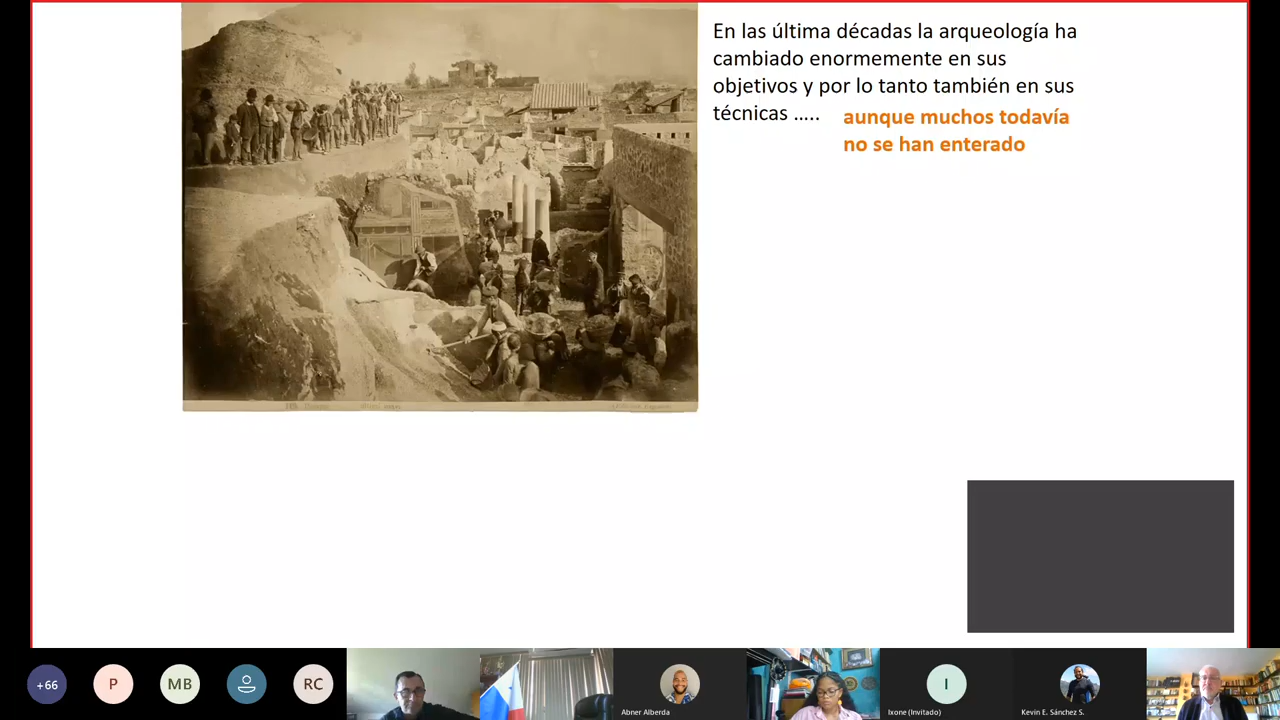 En las última décadas la arqueología ha
cambiado enormemente en sus
objetivos y por lo tanto también en sus
técnicas .....
aunque muchos todavía
no se han enterado
+66
P
MB
RC
Abner Alberda
I
Ixone (Invitado)
Kevin E. Sánchez S.